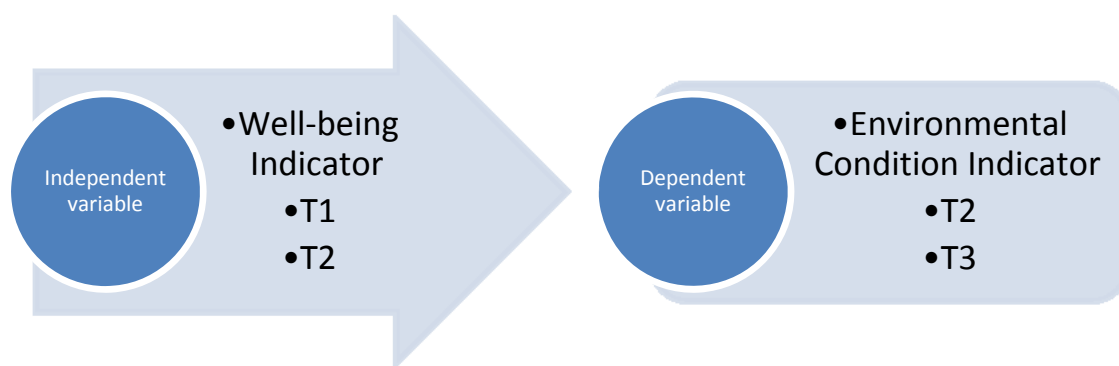 Independent
variable
•Well-being
Indicator
•T1
•T2
Dependent
variable
•Environmental
Condition Indicator
•T2
•T3